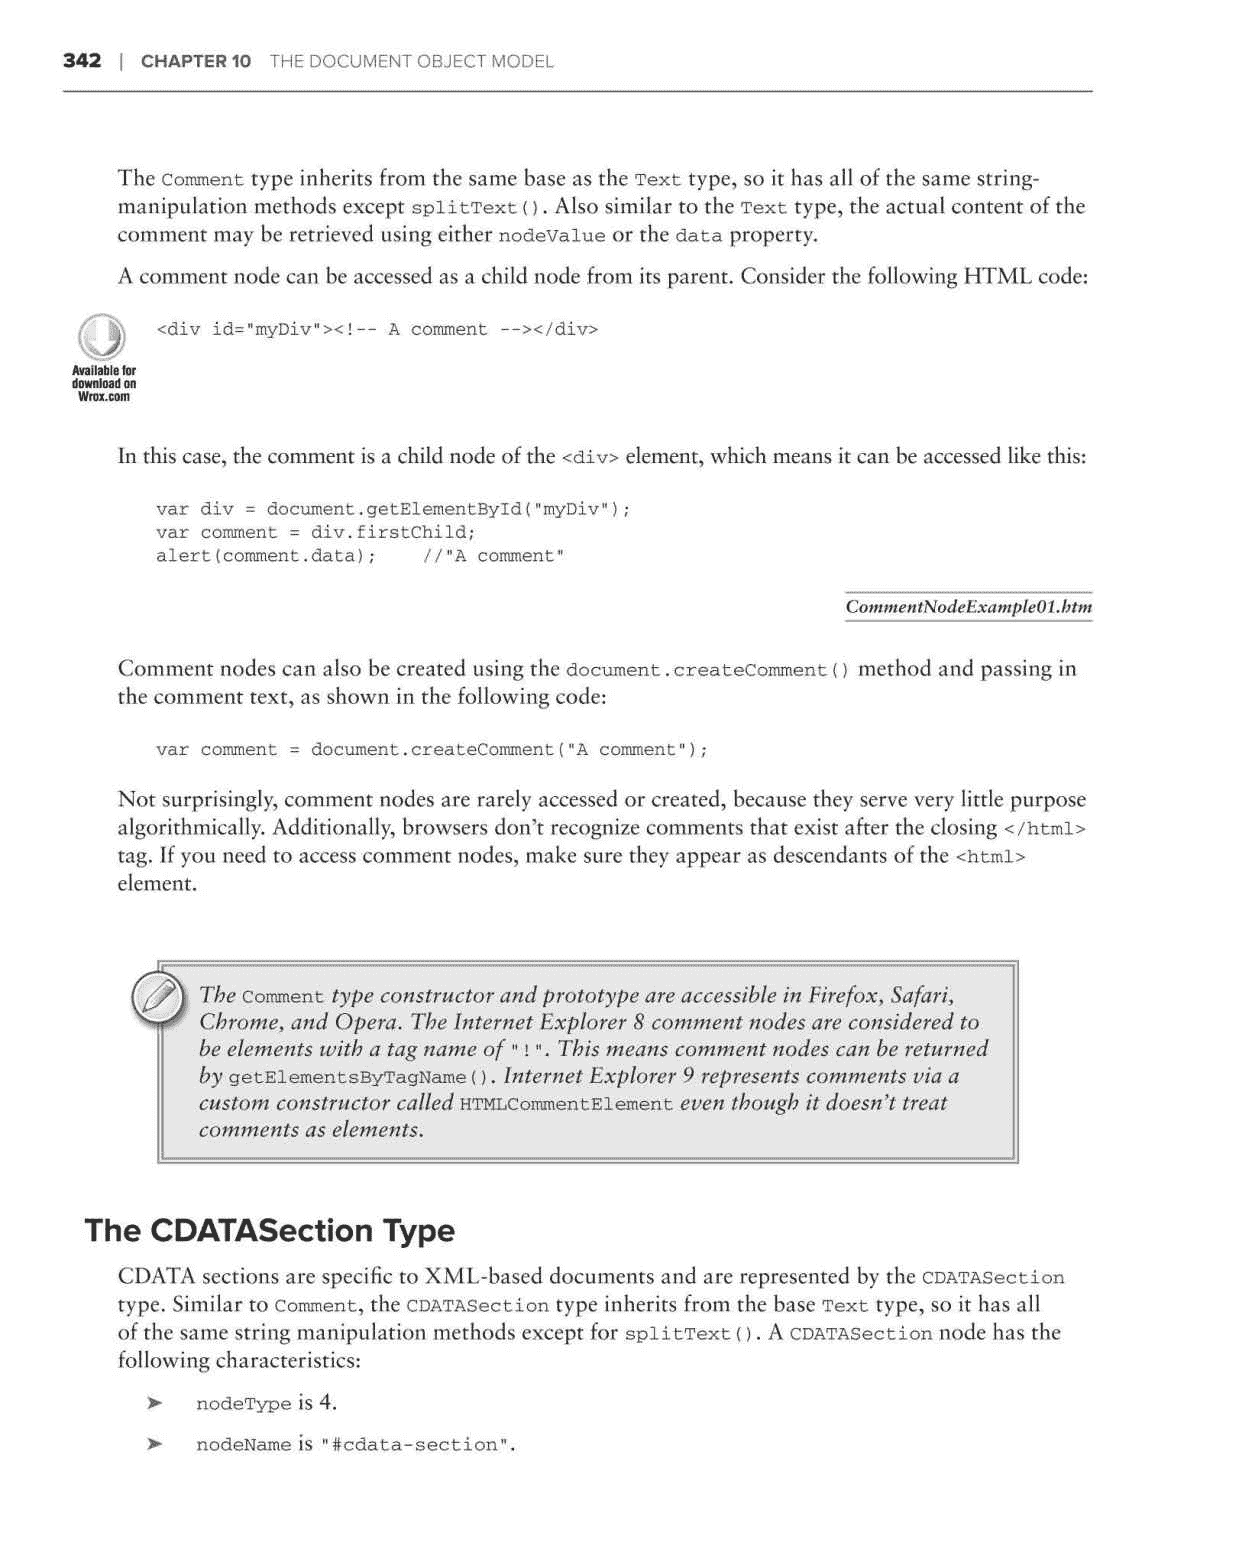 342 | CHAPTER 10 THE DOCUMENT OBJECT MODEL
The Comment type inherits from the same base as the Text type, so it has all of the same string-
manipulation methods except splitText(). Also similar to the Text type, the actual content of the
comment may be retrieved using either nodeValue or the data property.
A comment node can be accessed as a child node from its parent. Consider the following HTML code:
<div id="myDiv"><!-- A comment --></div>
Available for
download on
Wrox.com
In this case, the comment is a child node of the <div> element, which means it can be accessed like this:
var div = document.getElementById("myDiv");
var comment = div.firstChild;
alert(comment.data);    //"A comment"
CommentNodeExample01.htm
Comment nodes can also be created using the document.createComment() method and passing in
the comment text, as shown in the following code:
var comment = document.createComment("A comment");
Not surprisingly, comment nodes are rarely accessed or created, because they serve very little purpose
algorithmically. Additionally, browsers don't recognize comments that exist after the closing </html>
tag. If you need to access comment nodes, make sure they appear as descendants of the <html>
element.
The Comment type constructor and prototype are accessible in Firefox, Safari,
Chrome, and Opera. The Internet Explorer 8 comment nodes are considered to
be elements with a tag name of "!". This means comment nodes can be returned
by getElementsByTagName(). Internet Explorer 9 represents comments via a
custom constructor called HTMLCommentElement even though it doesn't treat
comments as elements.
The CDATASection Type
CDATA sections are specific to XML-based documents and are represented by the CDATASection
type. Similar to Comment, the CDATASection type inherits from the base Text type, so it has all
of the same string manipulation methods except for splitText(). A CDATASection node has the
following characteristics:
➤ nodeType is 4.
➤ nodeName is "#cdata-section".